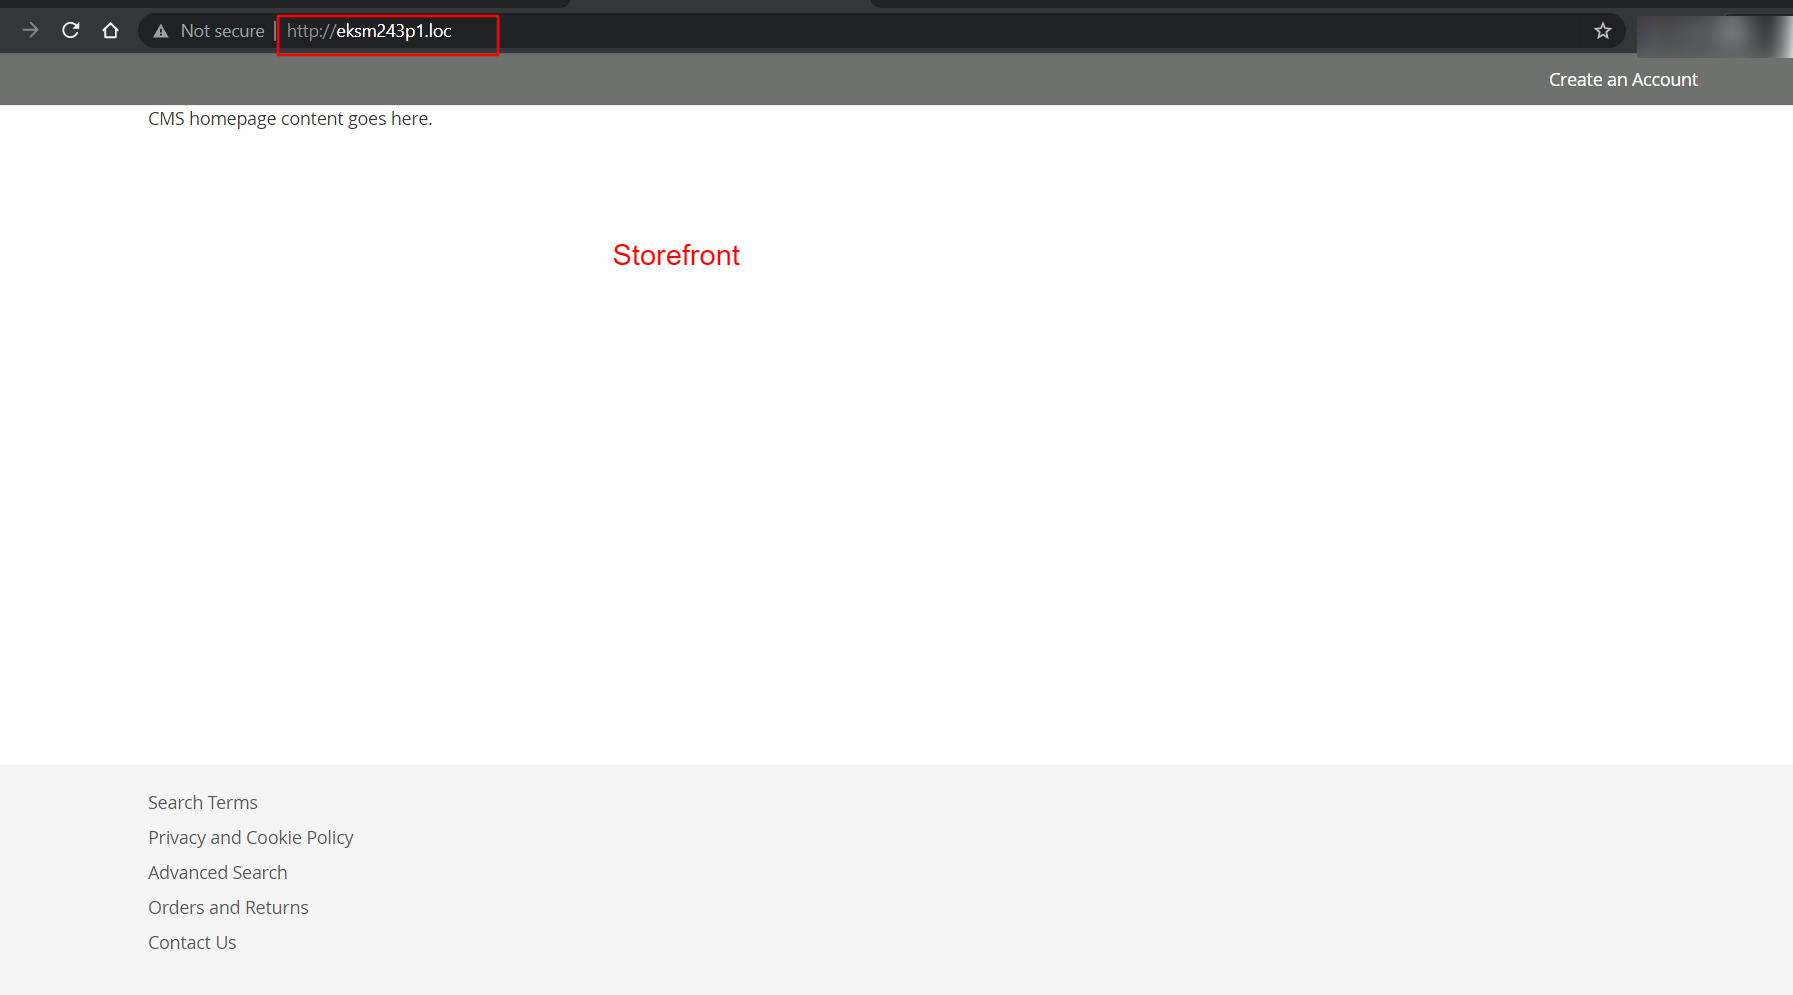 Not secure | http://eksm243p1.loc
Create an Account
CMS homepage content goes here.
Storefront
Search Terms
Privacy and Cookie Policy
Advanced Search
Orders and Returns
Contact Us